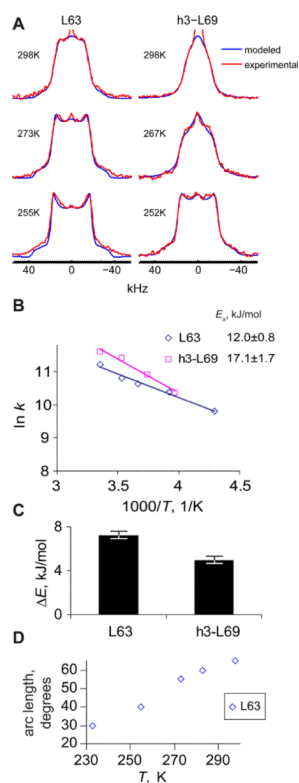 A
L63
h3–L69
298K
298K
modeled
experimental
273K
267K
255K
252K
40 0 −40
40 0 −40
kHz
B
Ea, kJ/mol
L63 12.0±0.8
h3-L69 17.1±1.7
ln k
11
10
9
8
3 3.5 4 4.5
1000/T, 1/K
C
ΔE, kJ/mol
8
4
0
L63 h3-L69
D
arc length,
degrees
60
50
40
30
20
L63
230 250 270 290
T, K